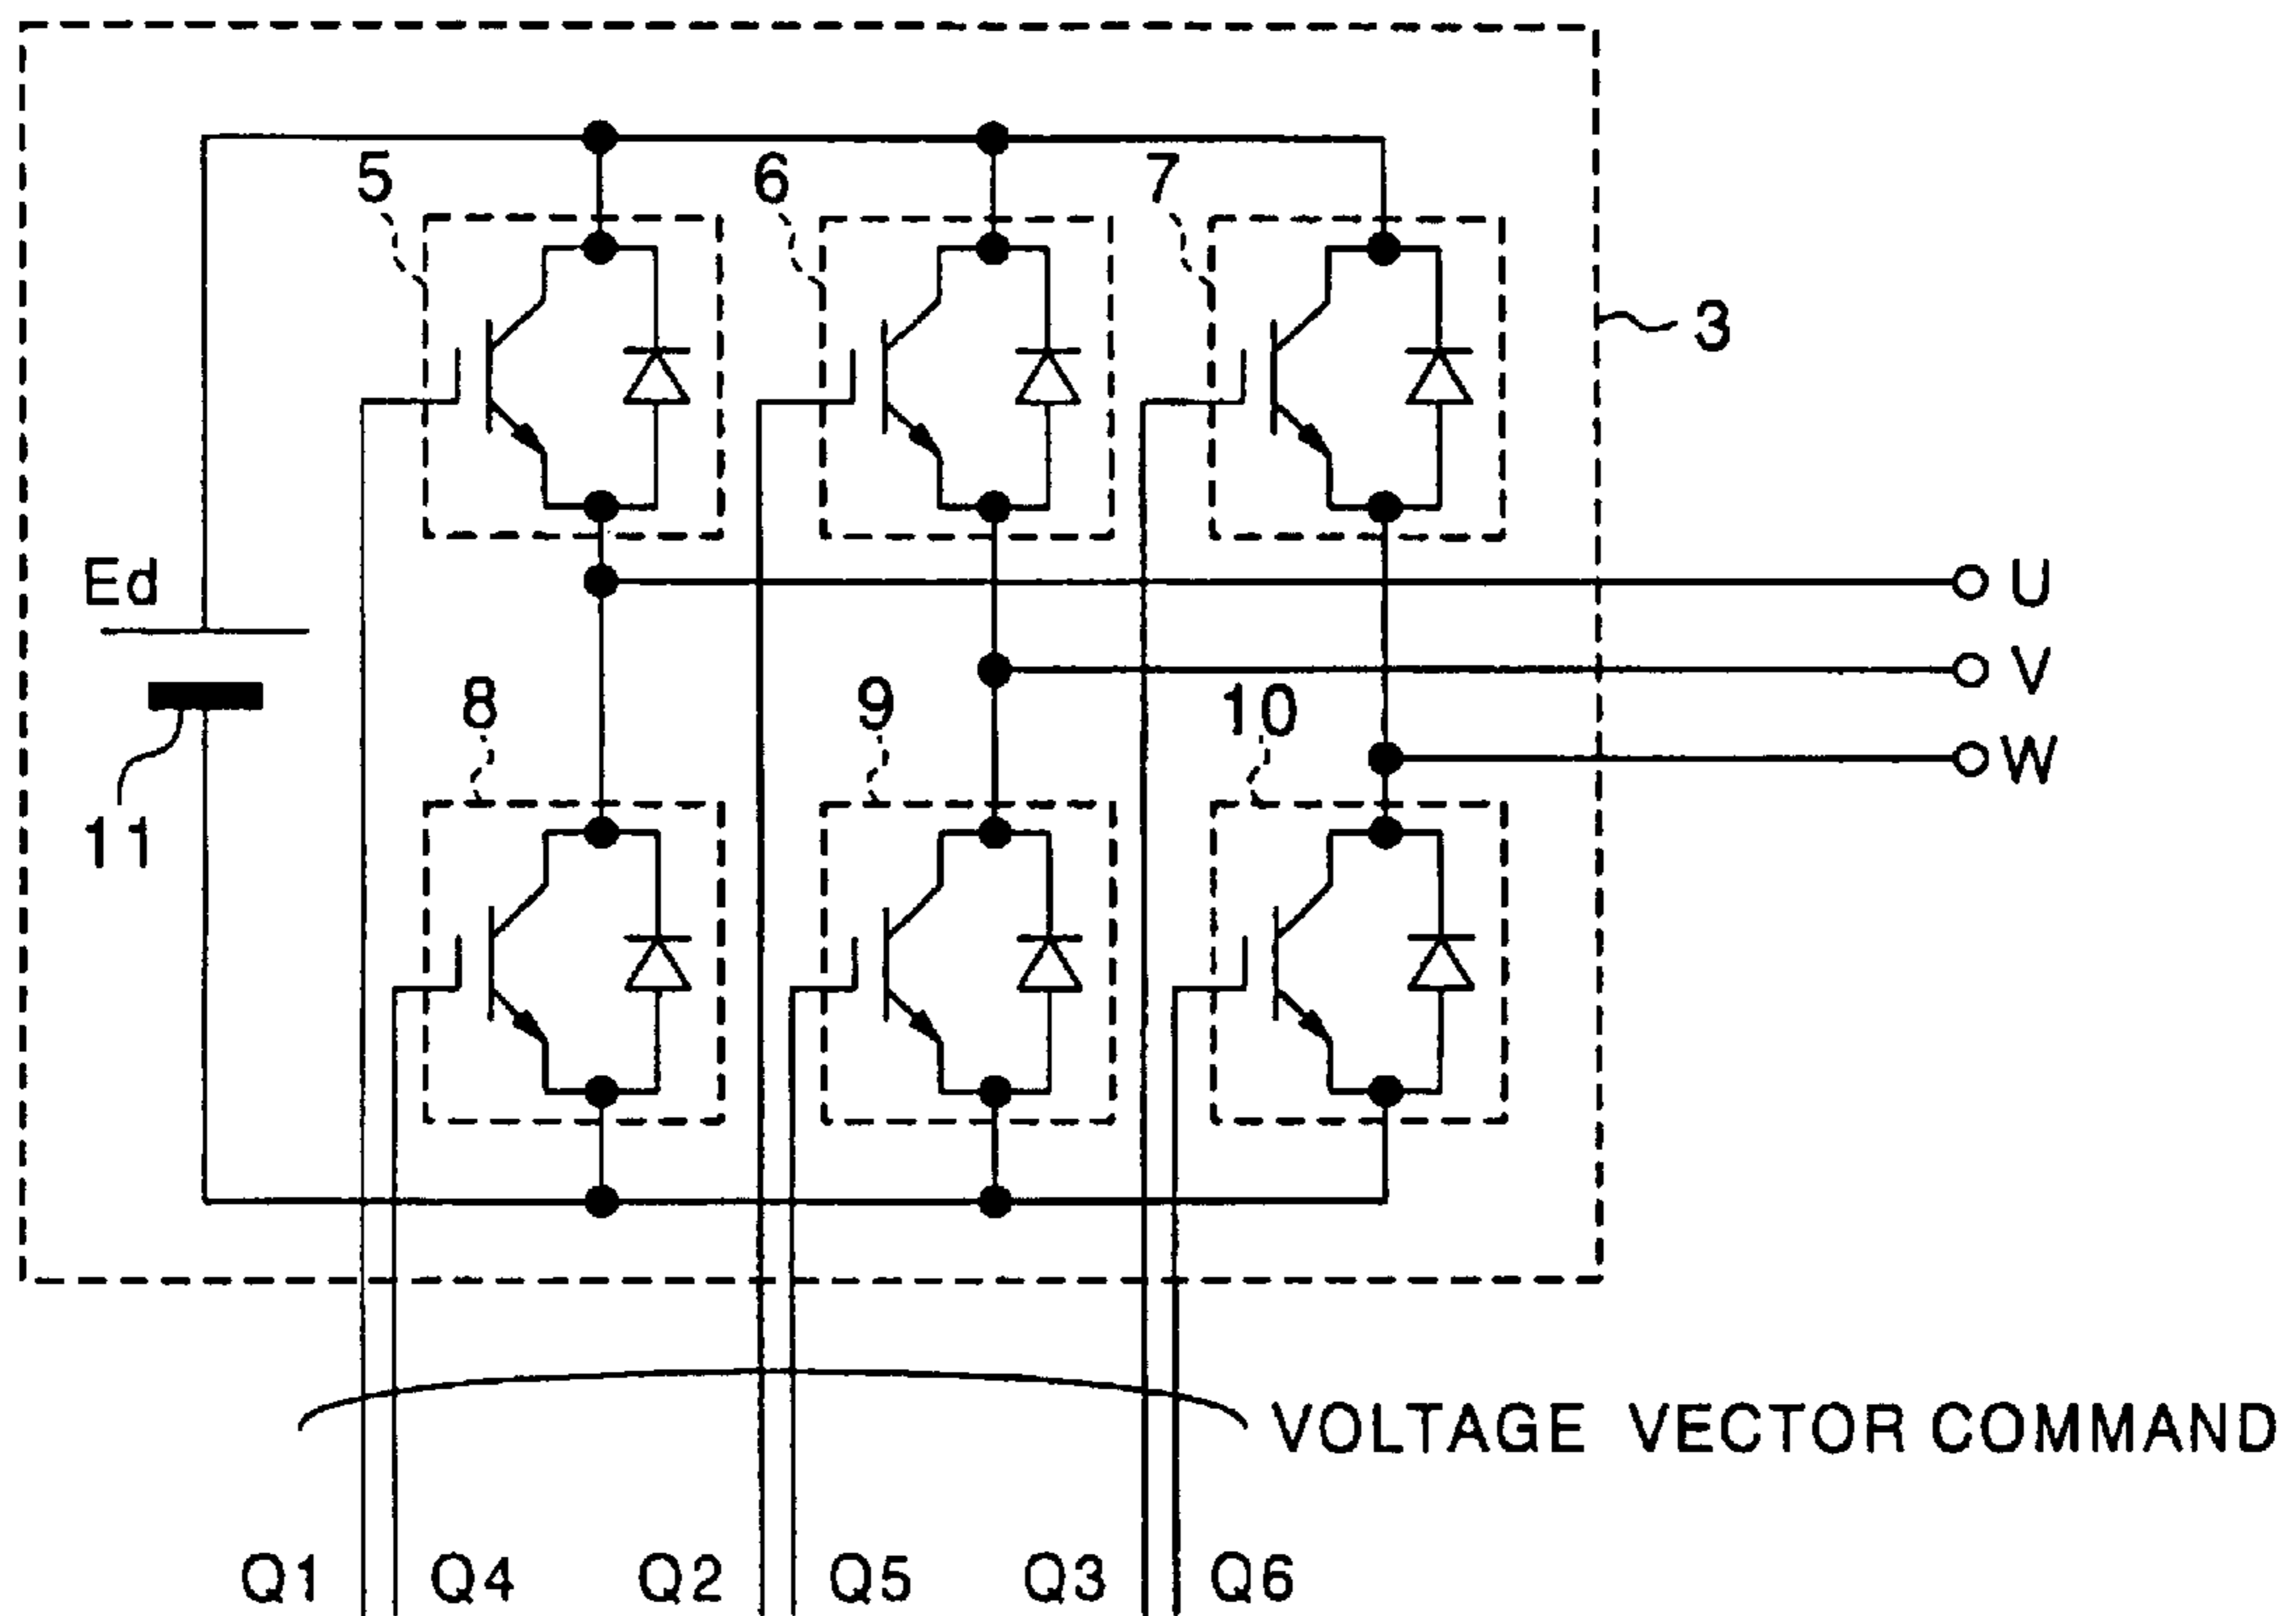 5
6
7
3
Ed
U
V
8
9
10
W
11
VOLTAGE VECTOR COMMAND
Q1
Q4
Q2
Q5
Q3
Q6